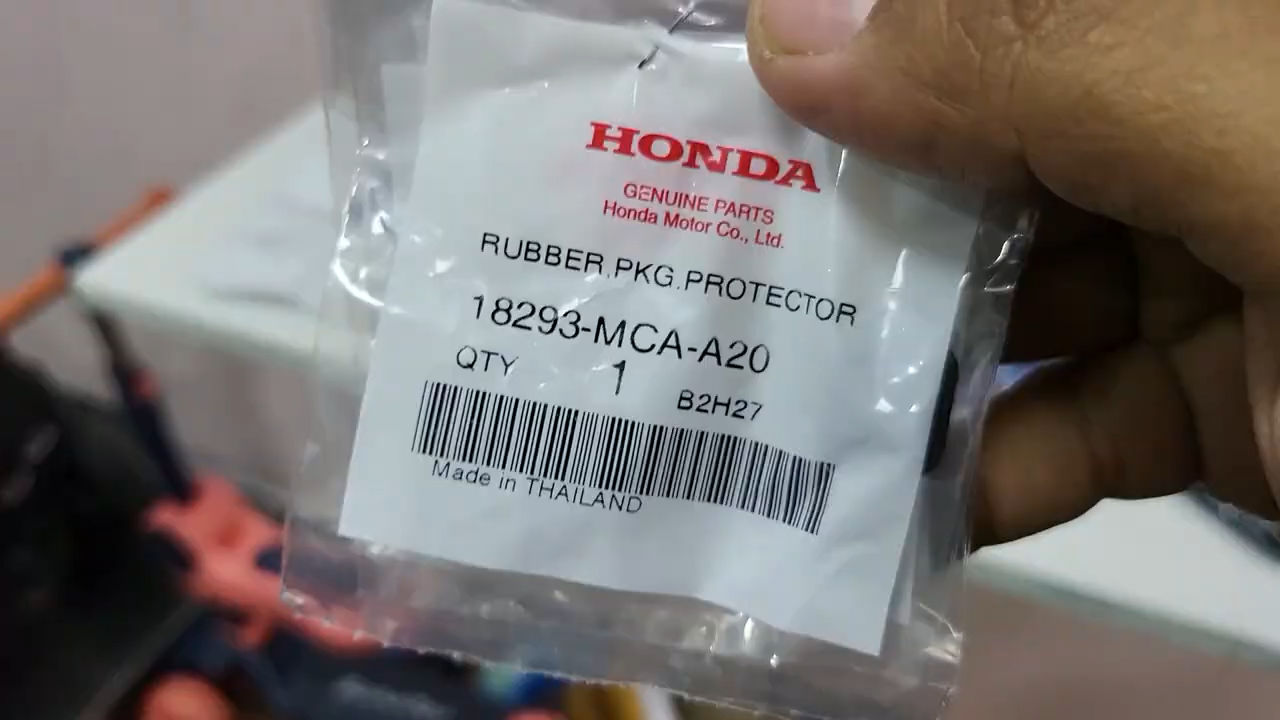 HONDA
GENUINE PARTS
Honda Motor Co., Ltd.
RUBBER,PKG.PROTECTOR
18293-MCA-A20
QTY 1 B2H27
Made in THAILAND